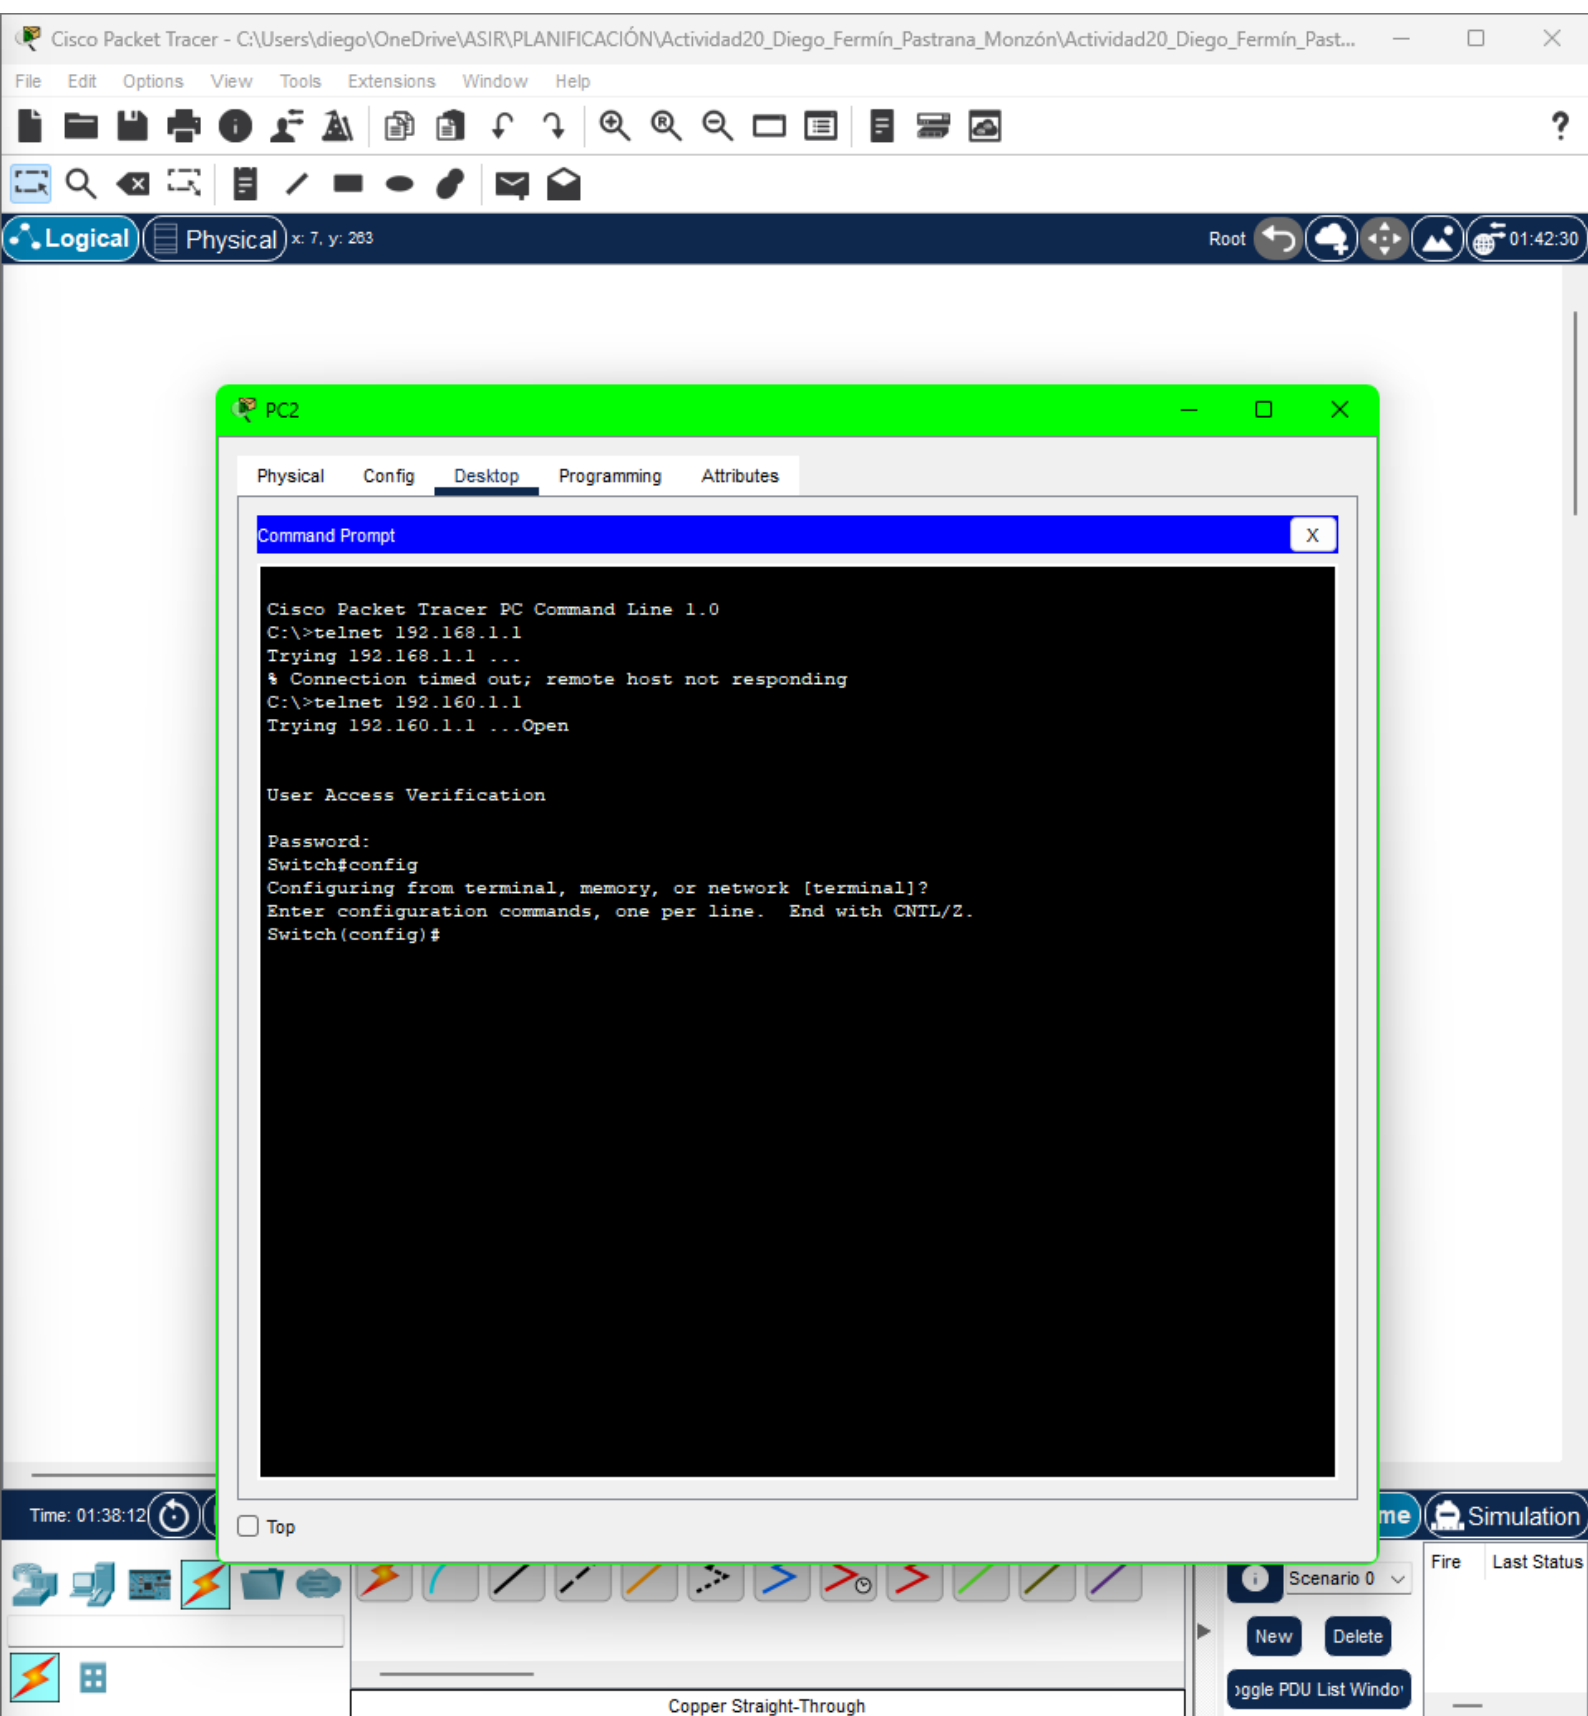 Cisco Packet Tracer - C:\Users\diego\OneDrive\ASIR\PLANIFICACIÓN\Actividad20_Diego_Fermín_Pastrana_Monzón\Actividad20_Diego_Fermín_Past...
File Edit Options View Tools Extensions Window Help
?
Logical Physical x: 7, y: 263 Root 01:42:30
PC2
Physical Config Desktop Programming Attributes
Command Prompt X
Cisco Packet Tracer PC Command Line 1.0
C:\>telnet 192.168.1.1
Trying 192.168.1.1 ...
% Connection timed out; remote host not responding
C:\>telnet 192.160.1.1
Trying 192.160.1.1 ...Open
User Access Verification
Password:
Switch#config
Configuring from terminal, memory, or network [terminal]?
Enter configuration commands, one per line.  End with CNTL/Z.
Switch(config)#
Time: 01:38:12 me Simulation
Top
Scenario 0 Fire Last Status
New Delete
oggle PDU List Windo
Copper Straight-Through